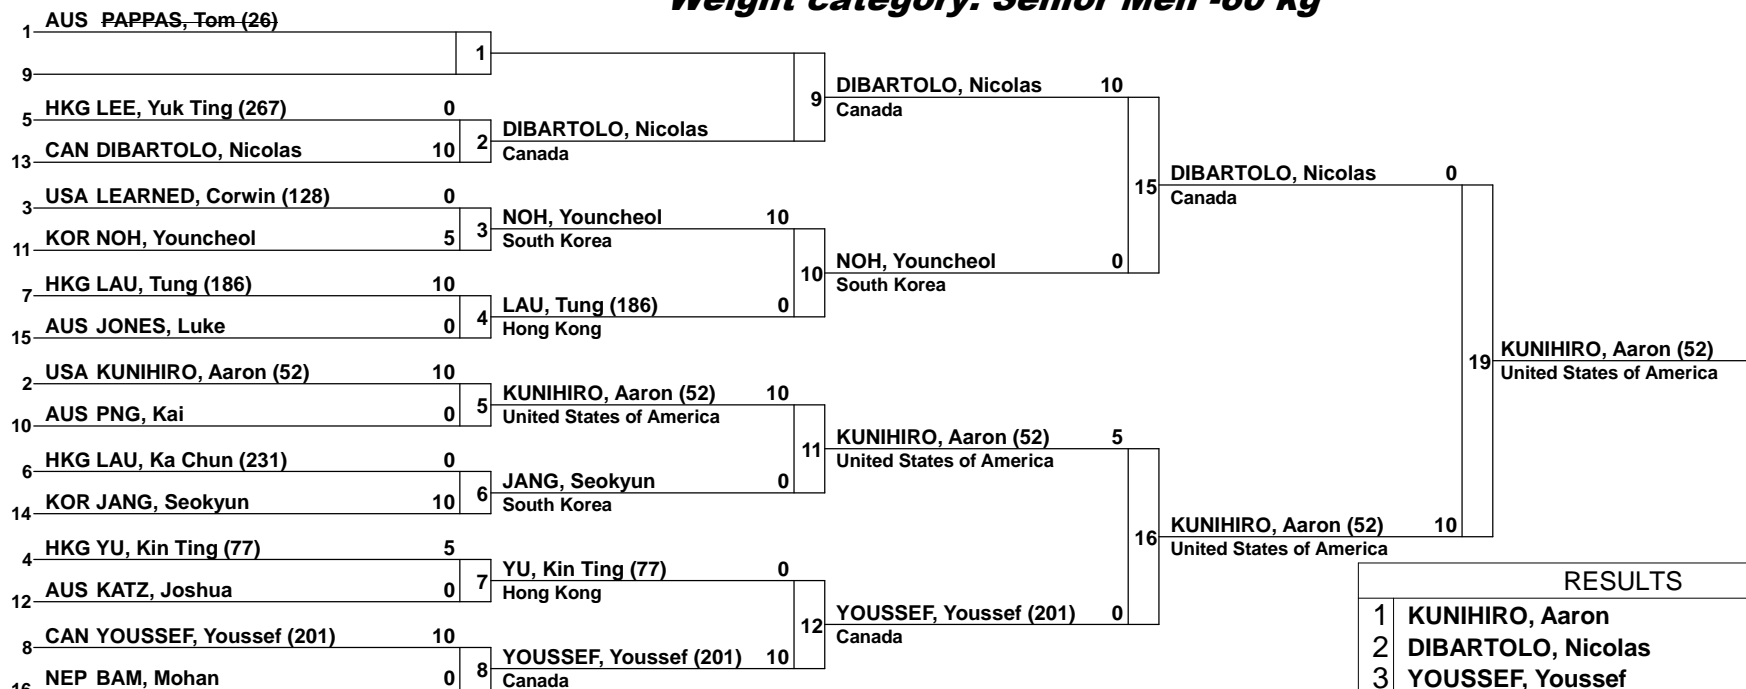 Weight category: Senior Men -60 kg
1 AUS PAPPAS, Tom (26)
9
1
5 HKG LEE, Yuk Ting (267) 0
13 CAN DIBARTOLO, Nicolas 10
2
3 USA LEARNED, Corwin (128) 0
11 KOR NOH, Youncheol 5
3
7 HKG LAU, Tung (186) 10
15 AUS JONES, Luke 0
4
2 USA KUNIHIRO, Aaron (52) 10
10 AUS PNG, Kai 0
5
6 HKG LAU, Ka Chun (231) 0
14 KOR JANG, Seokyun 10
6
4 HKG YU, Kin Ting (77) 5
12 AUS KATZ, Joshua 0
7
8 CAN YOUSSEF, Youssef (201) 10
16 NEP BAM, Mohan 0
8
DIBARTOLO, Nicolas
Canada
9
NOH, Youncheol 10
South Korea
LAU, Tung (186) 0
Hong Kong
10
KUNIHIRO, Aaron (52) 10
United States of America
JANG, Seokyun 0
South Korea
11
YU, Kin Ting (77) 0
Hong Kong
YOUSSEF, Youssef (201) 10
Canada
12
DIBARTOLO, Nicolas 10
Canada
NOH, Youncheol 0
South Korea
15
KUNIHIRO, Aaron (52) 5
United States of America
YOUSSEF, Youssef (201) 0
Canada
16
DIBARTOLO, Nicolas 0
Canada
KUNIHIRO, Aaron (52) 10
United States of America
19
KUNIHIRO, Aaron (52)
United States of America
RESULTS
1 KUNIHIRO, Aaron
2 DIBARTOLO, Nicolas
3 YOUSSEF, Youssef